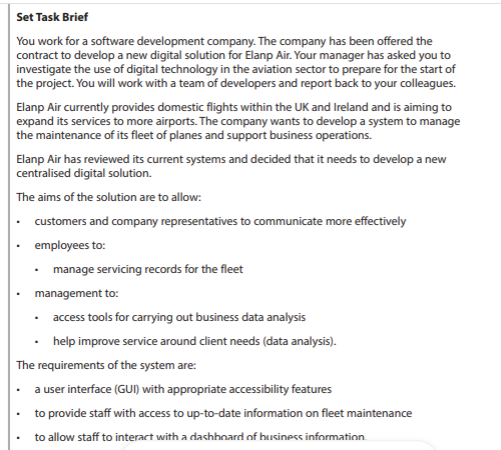 Set Task Brief
You work for a software development company. The company has been offered the
contract to develop a new digital solution for Elanp Air. Your manager has asked you to
investigate the use of digital technology in the aviation sector to prepare for the start of
the project. You will work with a team of developers and report back to your colleagues.
Elanp Air currently provides domestic flights within the UK and Ireland and is aiming to
expand its services to more airports. The company wants to develop a system to manage
the maintenance of its fleet of planes and support business operations.
Elanp Air has reviewed its current systems and decided that it needs to develop a new
centralised digital solution.
The aims of the solution are to allow:
• customers and company representatives to communicate more effectively
• employees to:
• manage servicing records for the fleet
• management to:
• access tools for carrying out business data analysis
• help improve service around client needs (data analysis).
The requirements of the system are:
• a user interface (GUI) with appropriate accessibility features
• to provide staff with access to up-to-date information on fleet maintenance
• to allow staff to interact with a dashboard of business information